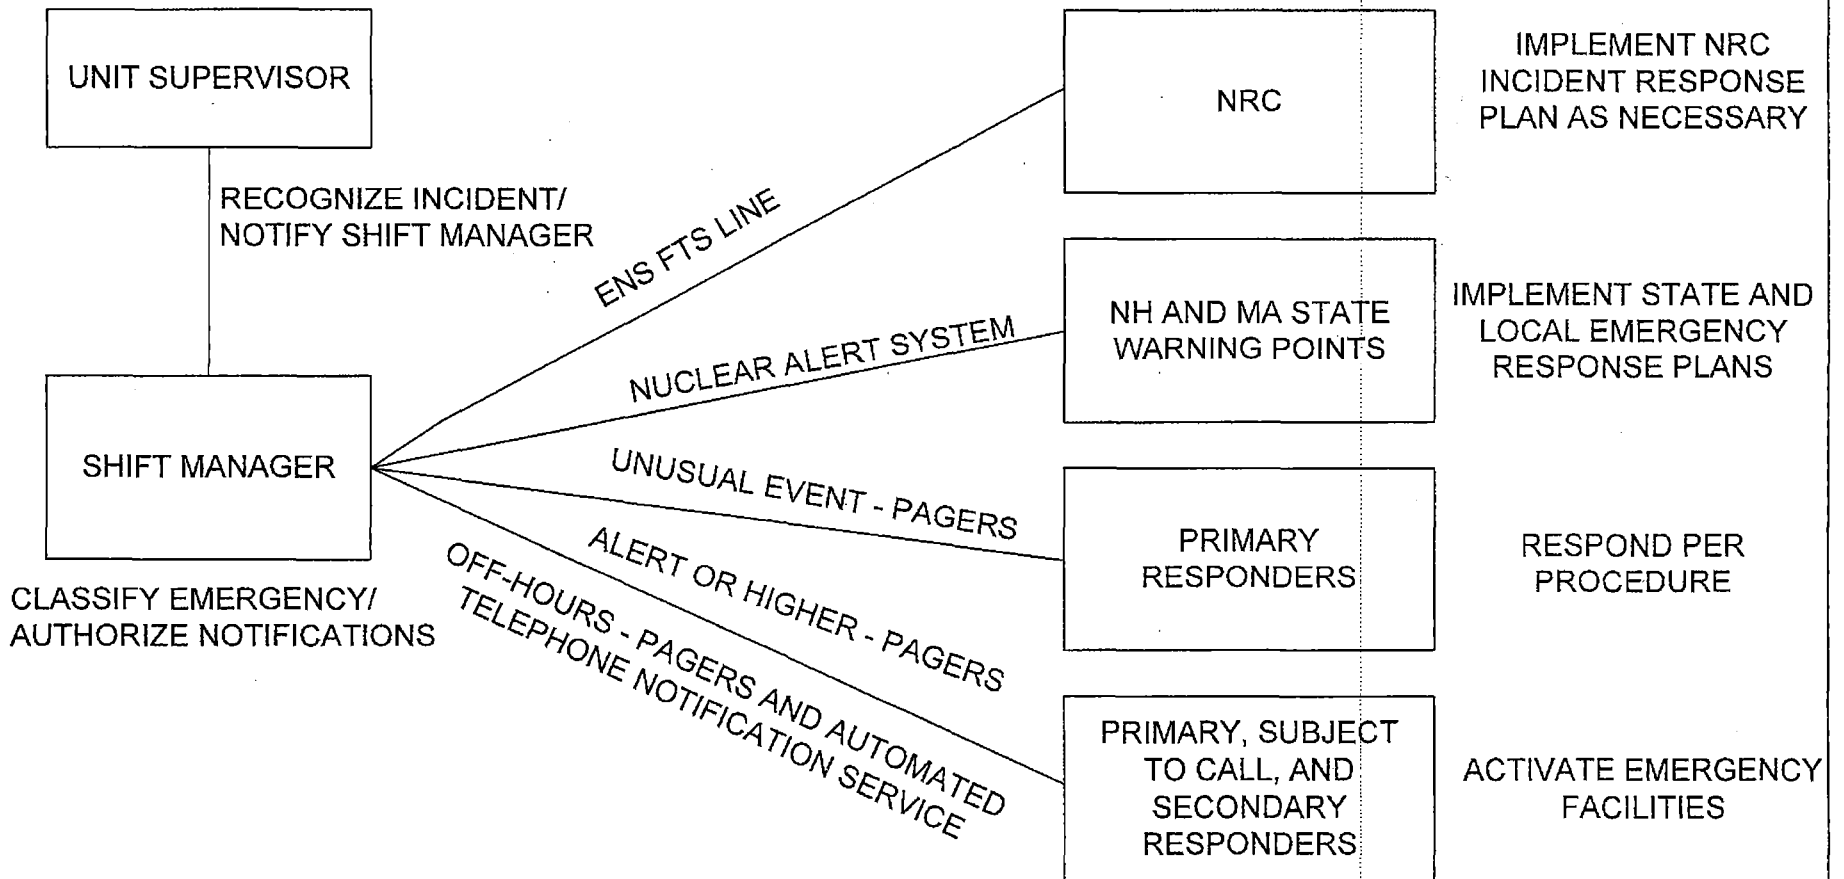 UNIT SUPERVISOR
RECOGNIZE INCIDENT/
NOTIFY SHIFT MANAGER
SHIFT MANAGER
CLASSIFY EMERGENCY/
AUTHORIZE NOTIFICATIONS
ENS FTS LINE
NUCLEAR ALERT SYSTEM
UNUSUAL EVENT - PAGERS
ALERT OR HIGHER - PAGERS
OFF-HOURS - PAGERS AND AUTOMATED
TELEPHONE NOTIFICATION SERVICE
NRC
IMPLEMENT NRC
INCIDENT RESPONSE
PLAN AS NECESSARY
NH AND MA STATE
WARNING POINTS
IMPLEMENT STATE AND
LOCAL EMERGENCY
RESPONSE PLANS
PRIMARY
RESPONDERS
RESPOND PER
PROCEDURE
PRIMARY, SUBJECT
TO CALL, AND
SECONDARY
RESPONDERS
ACTIVATE EMERGENCY
FACILITIES